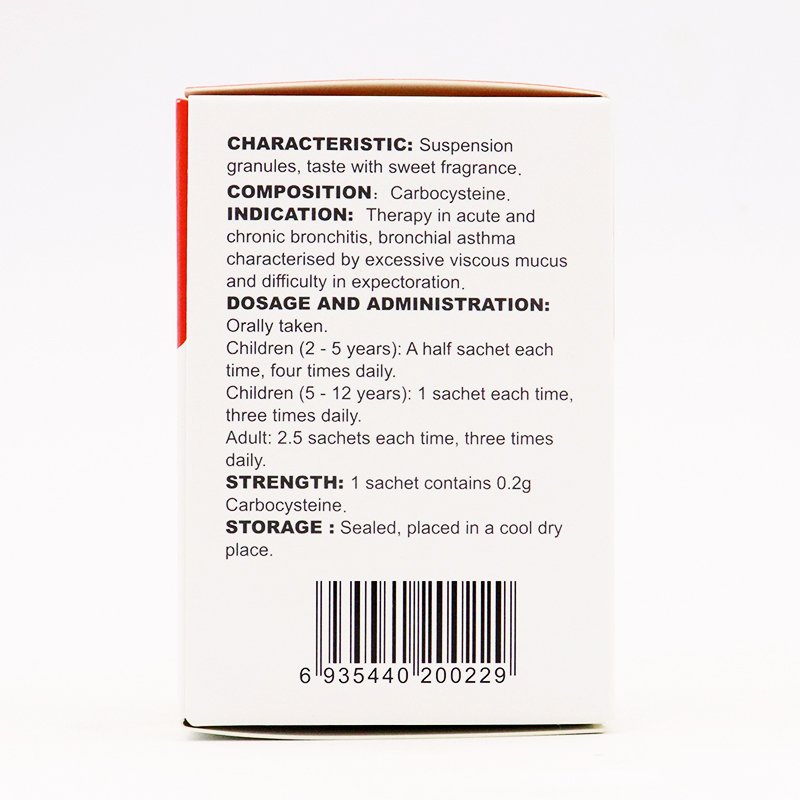 CHARACTERISTIC: Suspension
granules, taste with sweet fragrance.
COMPOSITION: Carbocysteine.
INDICATION: Therapy in acute and
chronic bronchitis, bronchial asthma
characterised by excessive viscous mucus
and difficulty in expectoration.
DOSAGE AND ADMINISTRATION:
Orally taken.
Children (2 - 5 years): A half sachet each
time, four times daily.
Children (5 - 12 years): 1 sachet each time,
three times daily.
Adult: 2.5 sachets each time, three times
daily.
STRENGTH: 1 sachet contains 0.2g
Carbocysteine.
STORAGE : Sealed, placed in a cool dry
place.
6 935440 200229